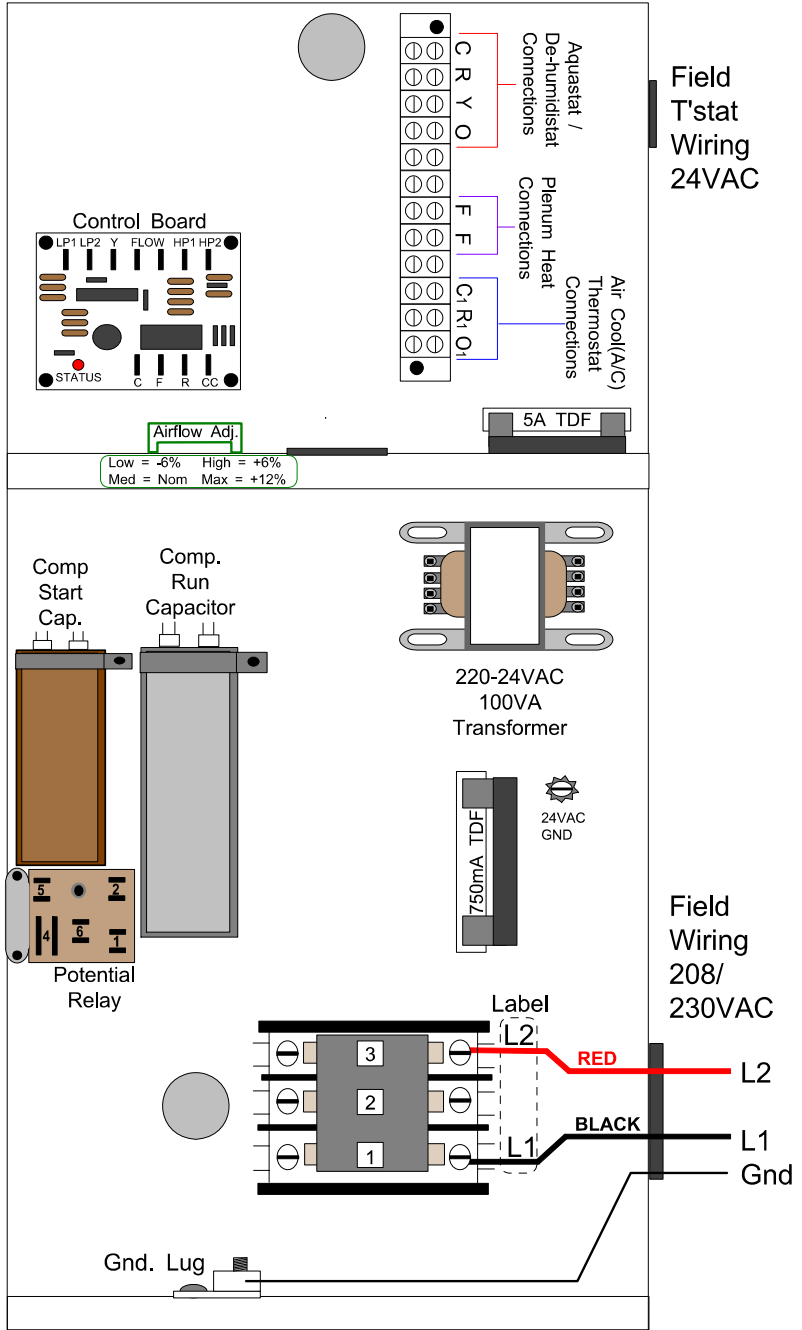 C
R
Y
O
F
F
C1
R1
O1
Aquastat /
De-humidistat
Connections
Plenum Heat
Connections
Air Cool(A/C)
Thermostat
Connections
Field
T'stat
Wiring
24VAC
Control Board
LP1 LP2 Y FLOW HP1 HP2
STATUS
C F R CC
Airflow Adj.
Low = -6% High = +6%
Med = Nom Max = +12%
5A TDF
Comp
Start
Cap.
Comp.
Run
Capacitor
220-24VAC
100VA
Transformer
750mA TDF
24VAC
GND
5 2
4 6 1
Potential
Relay
Field
Wiring
208/
230VAC
Label
L2
3
RED
L2
2
BLACK
L1
1
L1
Gnd
Gnd. Lug